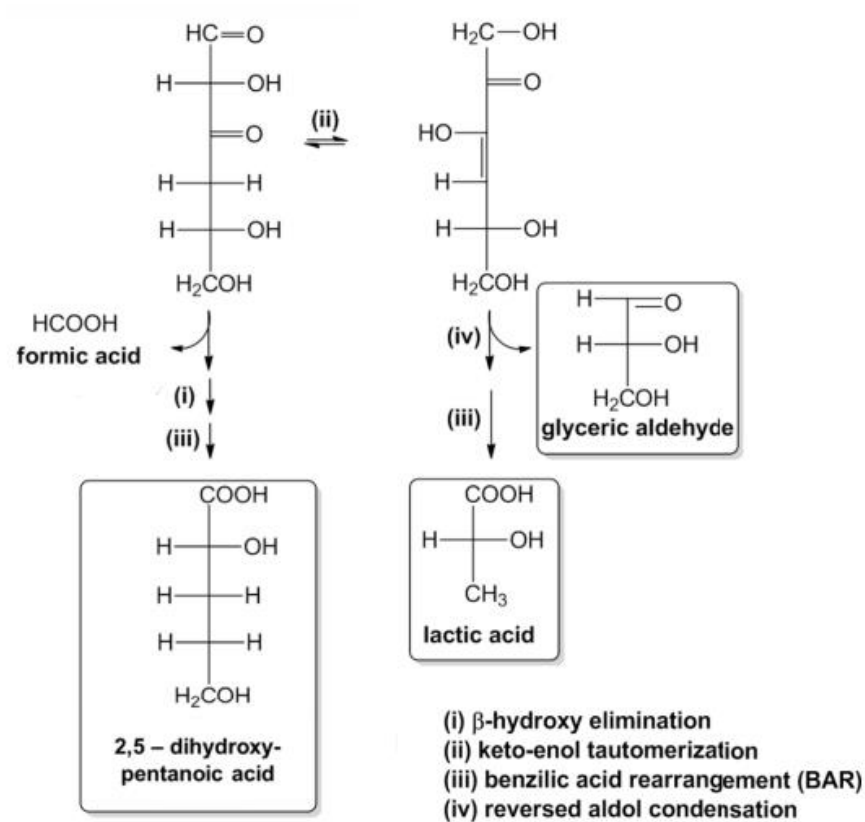 HC=O
H OH
O
H H
H OH
H₂COH
(ii)
H₂C—OH
O
HO
H
H OH
H₂COH
HCOOH
formic acid
(i)
(iii)
(iv)
(iii)
H O
H OH
H₂COH
glyceric aldehyde
COOH
H OH
H H
H H
H₂COH
2,5 – dihydroxy-
pentanoic acid
COOH
H OH
CH₃
lactic acid
(i) β-hydroxy elimination
(ii) keto-enol tautomerization
(iii) benzilic acid rearrangement (BAR)
(iv) reversed aldol condensation